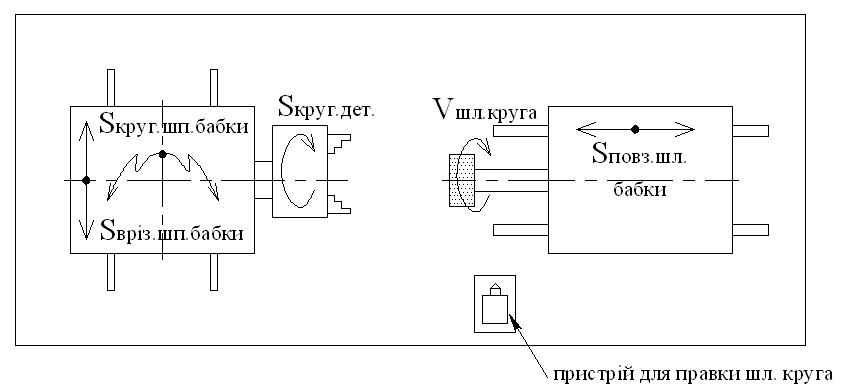 Sкруг.шп.бабки
Sвріз.шп.бабки
Sкруг.дет.
Vшл.круга
Sповз.шл.
бабки
пристрій для правки шл. круга